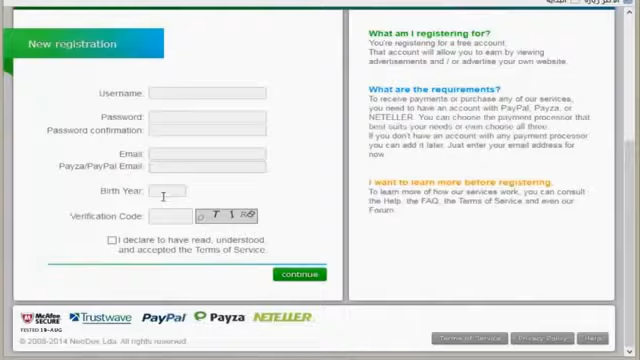 New registration
Username:
Password:
Password confirmation:
Email:
Payza/PayPal Email:
Birth Year:
Verification Code:
I declare to have read, understood,
and accepted the Terms of Service.
continue
What am I registering for?
You're registering for a free account.
That account will allow you to earn by viewing
advertisements and / or advertise your own website.
What are the requirements?
To receive payments or purchase any of our services,
you need to have an account with PayPal, Payza, or
NETELLER. You can choose the payment processor that
best suits your needs or even choose all three.
If you don't have an account with any payment processor
you can add it later. Just enter your email address for
now.
I want to learn more before registering.
To learn more of how our services work, you can consult
the Help, the FAQ, the Terms of Service and even our
Forum.
McAfee
SECURE
TESTED 19-AUG
Trustwave
PayPal
Payza
NETELLER
© 2008-2014 NeoDev, Lda. All rights reserved.
Terms of Service
Privacy Policy
Help